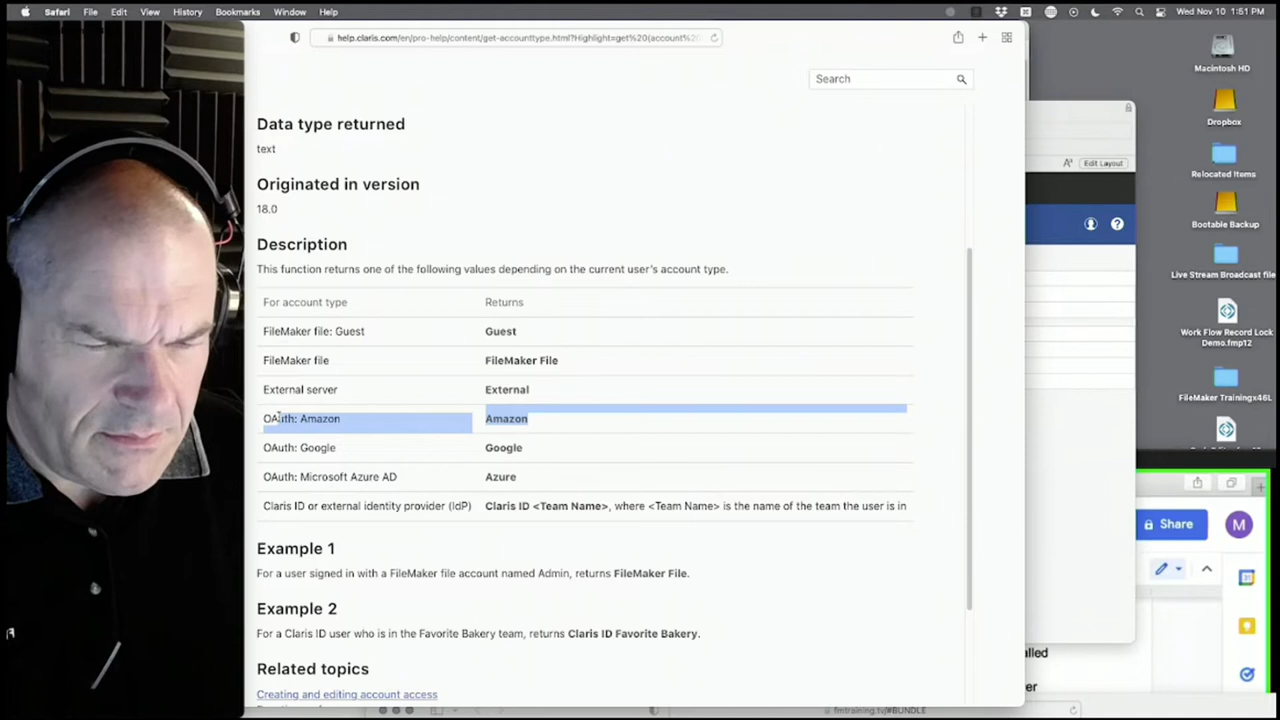 Safari File Edit View History Bookmarks Window Help
Wed Nov 10 1:51 PM
help.claris.com/en/pro-help/content/get-accounttype.html?Highlight=get%20(account%
Search
Data type returned
text
Originated in version
18.0
Description
This function returns one of the following values depending on the current user's account type.
For account type Returns
FileMaker file: Guest Guest
FileMaker file FileMaker File
External server External
OAuth: Amazon Amazon
OAuth: Google Google
OAuth: Microsoft Azure AD Azure
Claris ID or external identity provider (IdP) Claris ID <Team Name>, where <Team Name> is the name of the team the user is in
Example 1
For a user signed in with a FileMaker file account named Admin, returns FileMaker File.
Example 2
For a Claris ID user who is in the Favorite Bakery team, returns Claris ID Favorite Bakery.
Related topics
Creating and editing account access
Edit Layout
Macintosh HD
Dropbox
Relocated Items
Bootable Backup
Live Stream Broadcast file
Work Flow Record Lock
Demo.fmp12
FileMaker Trainingx46L
Share
M
alled
er
fmtraining.tv/#BUNDLE